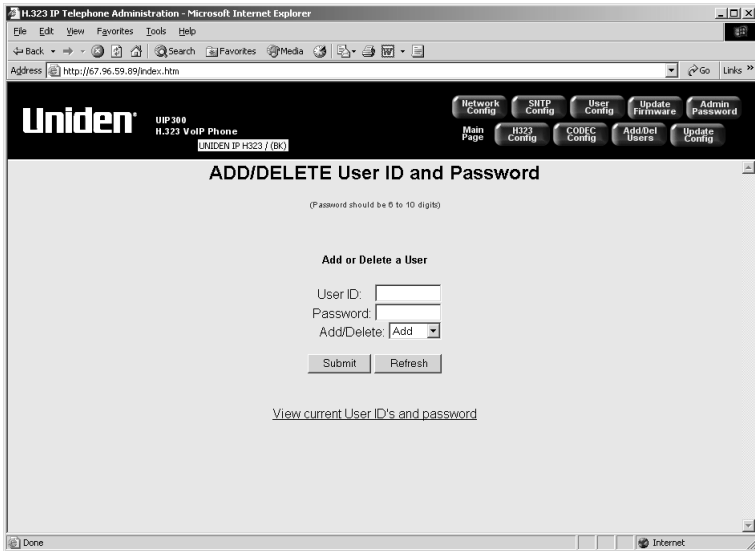 H.323 IP Telephone Administration - Microsoft Internet Explorer
File Edit View Favorites Tools Help
Back Search Favorites Media
Address http://67.96.59.89/index.htm Go Links »
Uniden UIP300
H.323 VoIP Phone
UNIDEN IP H323 / (BK)
Network Config SNTP Config User Config Update Firmware Admin Password
Main Page H323 Config CODEC Config Add/Del Users Update Config
ADD/DELETE User ID and Password
(Password should be 6 to 10 digits)
Add or Delete a User
User ID:
Password:
Add/Delete: Add
Submit Refresh
View current User ID's and password
Done Internet